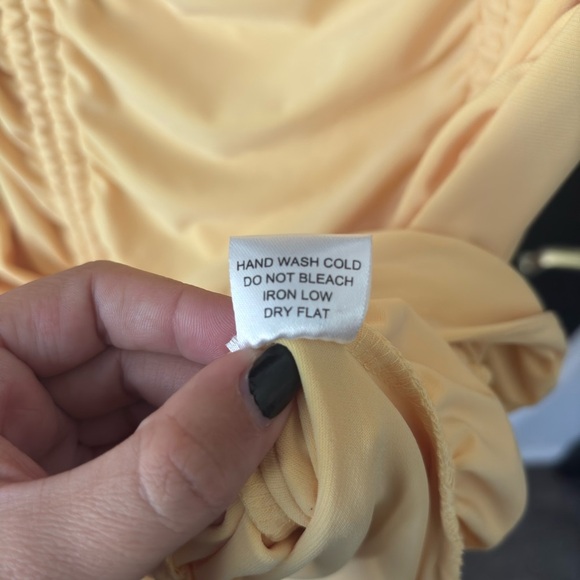 HAND WASH COLD
DO NOT BLEACH
IRON LOW
DRY FLAT